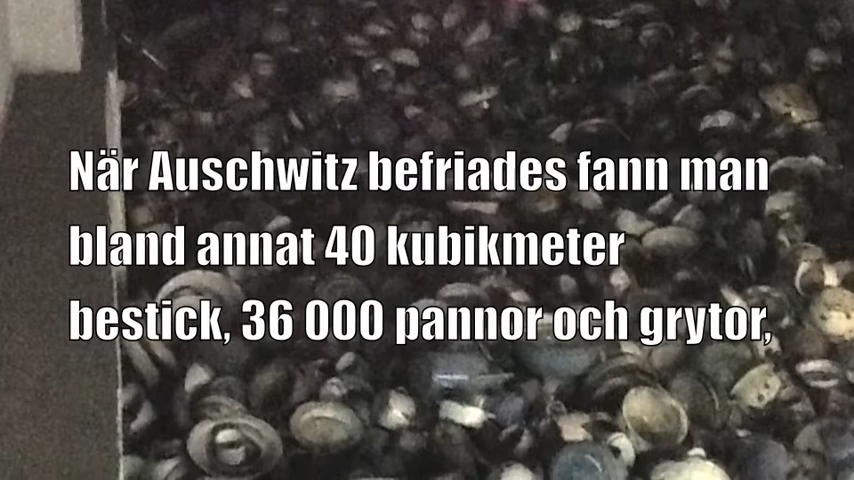 När Auschwitz befriades fann man
bland annat 40 kubikmeter
bestick, 36 000 pannor och grytor,